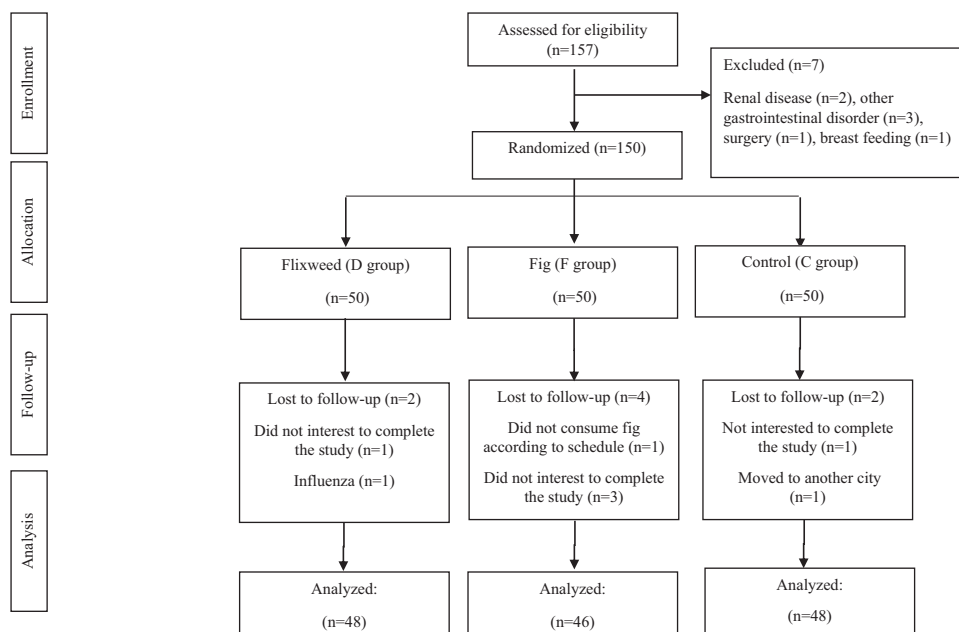 Enrollment
Assessed for eligibility
(n=157)
Excluded (n=7)
Renal disease (n=2), other
gastrointestinal disorder (n=3),
surgery (n=1), breast feeding (n=1)
Randomized (n=150)
Allocation
Flixweed (D group)
(n=50)
Fig (F group)
(n=50)
Control (C group)
(n=50)
Follow-up
Lost to follow-up (n=2)
Did not interest to complete
the study (n=1)
Influenza (n=1)
Lost to follow-up (n=4)
Did not consume fig
according to schedule (n=1)
Did not interest to complete
the study (n=3)
Lost to follow-up (n=2)
Not interested to complete
the study (n=1)
Moved to another city
(n=1)
Analysis
Analyzed:
(n=48)
Analyzed:
(n=46)
Analyzed:
(n=48)